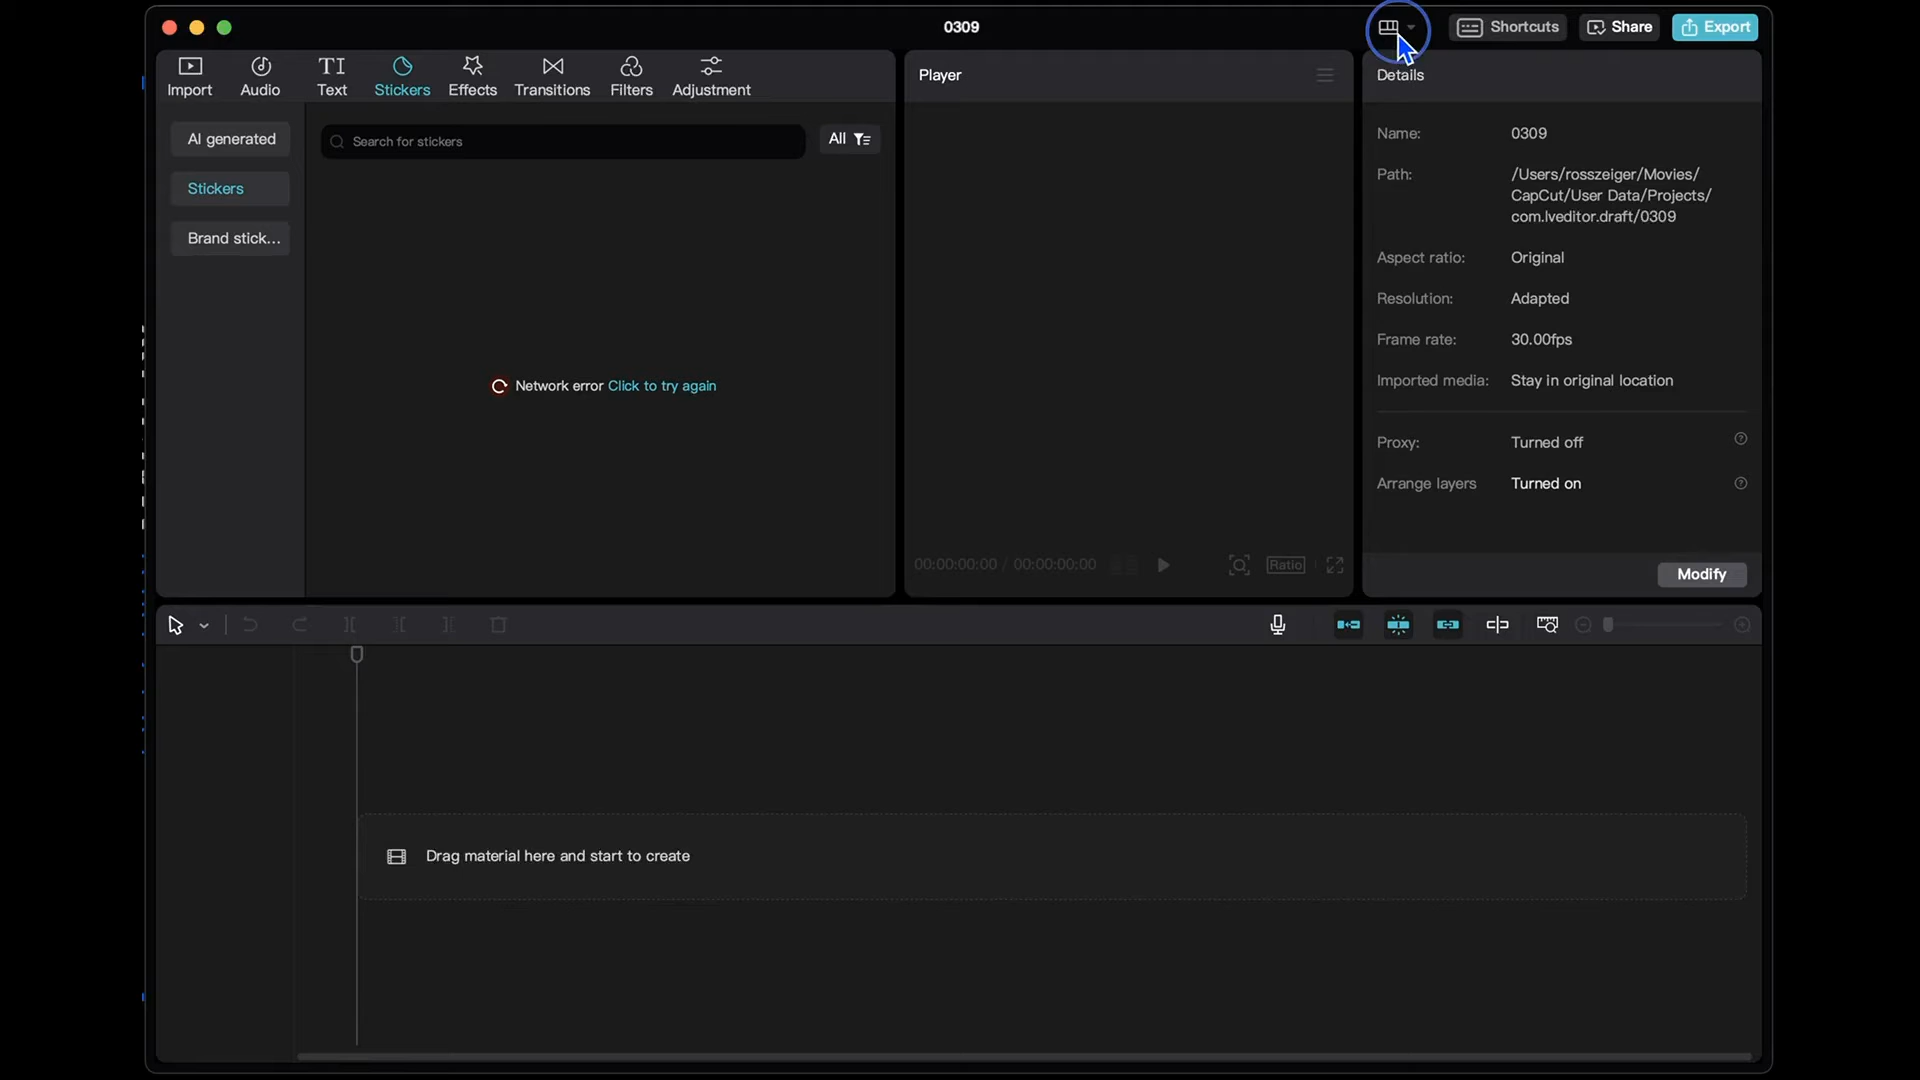 0309
Shortcuts
Share
Export
Import
Audio
Text
Stickers
Effects
Transitions
Filters
Adjustment
AI generated
Stickers
Brand stick...
Search for stickers
All
Network error Click to try again
Player
00:00:00:00 / 00:00:00:00
Ratio
Details
Name: 0309
Path: /Users/rosszeiger/Movies/
CapCut/User Data/Projects/
com.lveditor.draft/0309
Aspect ratio: Original
Resolution: Adapted
Frame rate: 30.00fps
Imported media: Stay in original location
Proxy: Turned off
Arrange layers Turned on
Modify
Drag material here and start to create